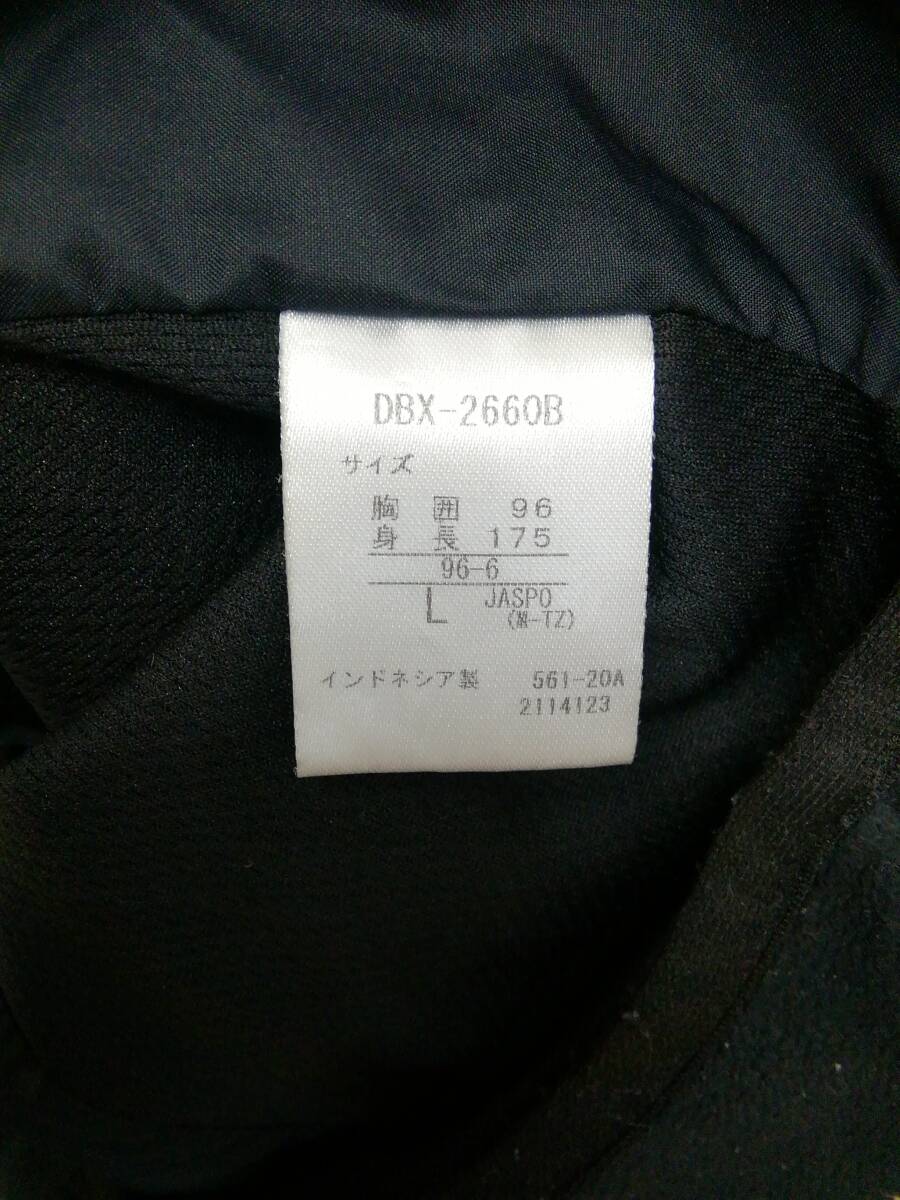 DBX-2660B
サイズ
胸囲 96
身長 175
96-6
L JASPO
(M-TZ)
インドネシア製 561-20A
2114123